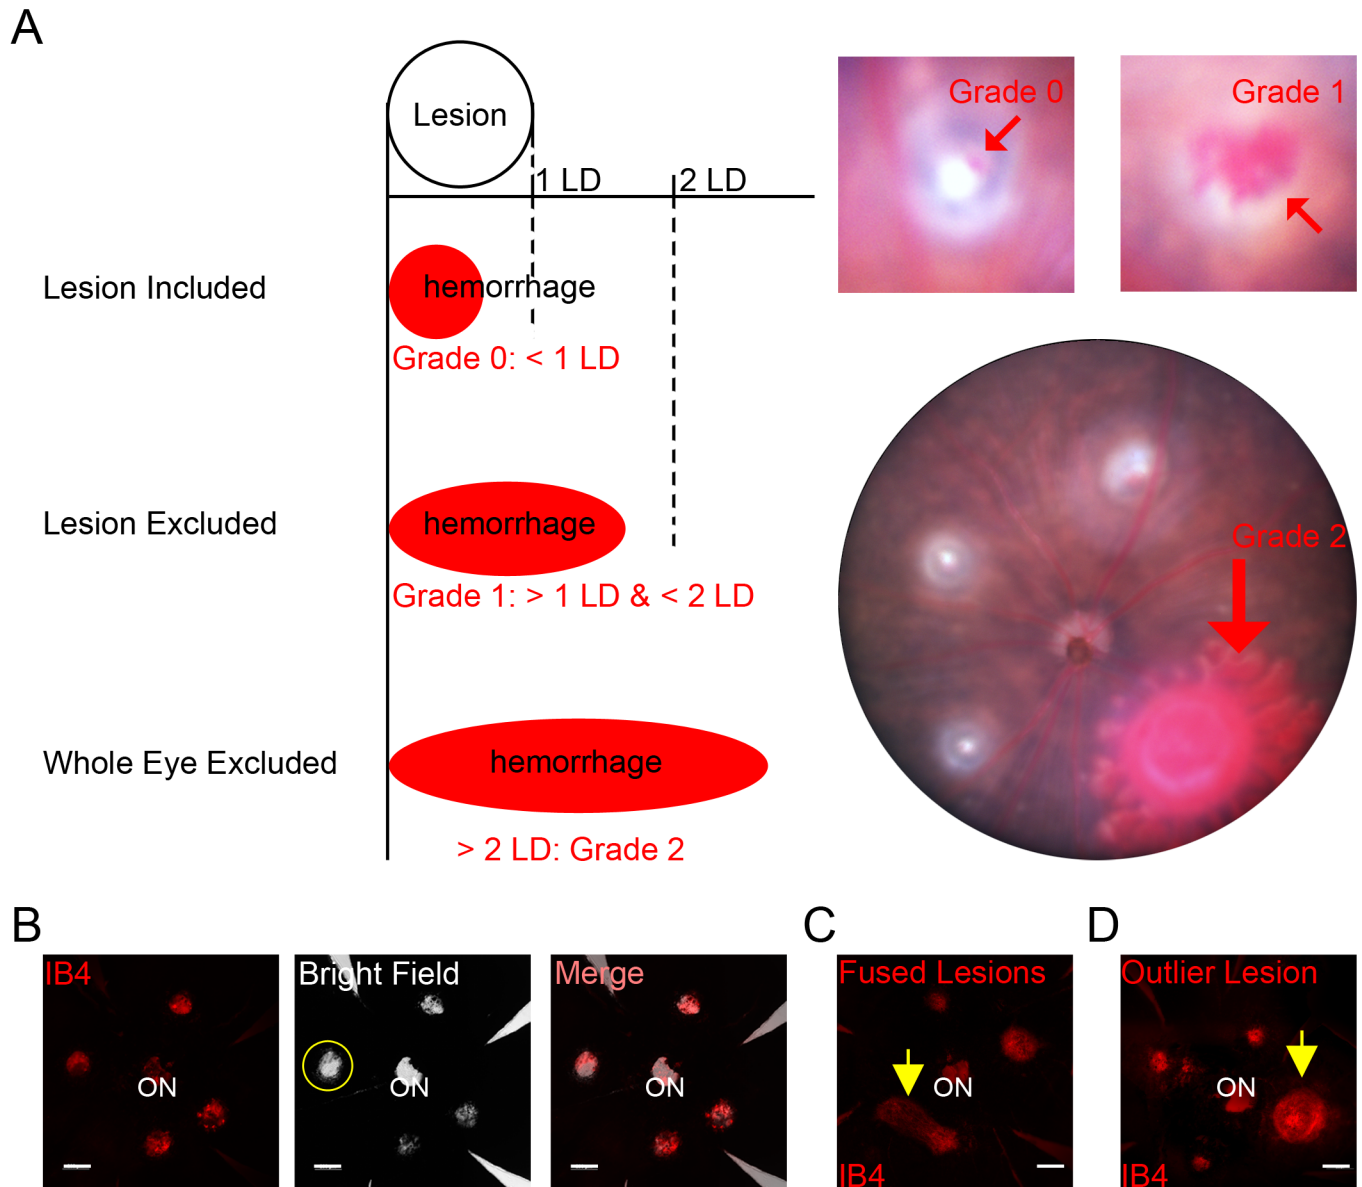 A
Lesion
1 LD
2 LD
Lesion Included
hemorrhage
Grade 0: < 1 LD
Lesion Excluded
hemorrhage
Grade 1: > 1 LD & < 2 LD
Whole Eye Excluded
hemorrhage
> 2 LD: Grade 2
Grade 0
Grade 1
Grade 2
B
IB4
ON
Bright Field
ON
Merge
ON
C
Fused Lesions
ON
IB4
D
Outlier Lesion
ON
IB4